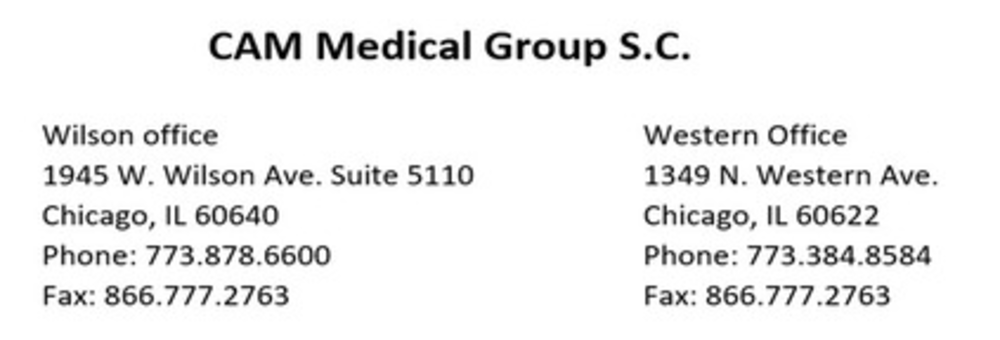 CAM Medical Group S.C.
Wilson office
1945 W. Wilson Ave. Suite 5110
Chicago, IL 60640
Phone: 773.878.6600
Fax: 866.777.2763
Western Office
1349 N. Western Ave.
Chicago, IL 60622
Phone: 773.384.8584
Fax: 866.777.2763